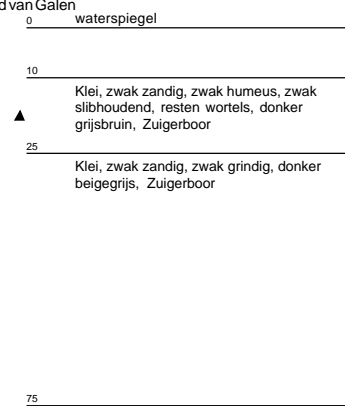 d van Galen
0 waterspiegel
10
Klei, zwak zandig, zwak humeus, zwak
slibhoudend, resten wortels, donker
grijsbruin, Zuigerboor
25
Klei, zwak zandig, zwak grindig, donker
beigegrijs, Zuigerboor
75